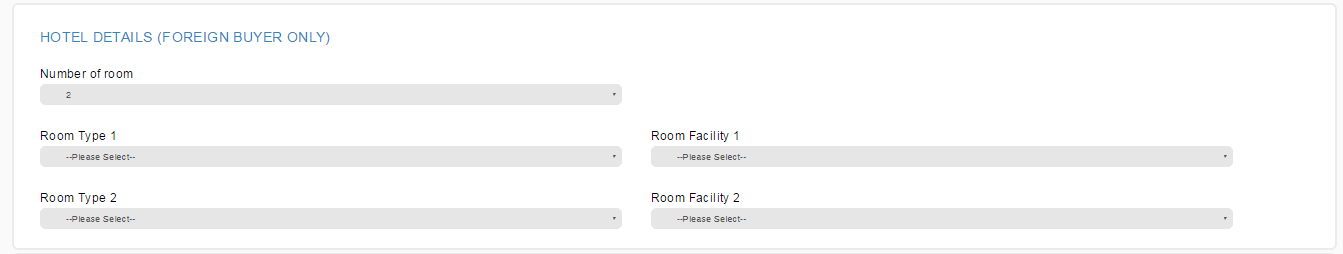 HOTEL DETAILS (FOREIGN BUYER ONLY)
Number of room
2
Room Type 1
Room Facility 1
--Please Select--
--Please Select--
Room Type 2
Room Facility 2
--Please Select--
--Please Select--